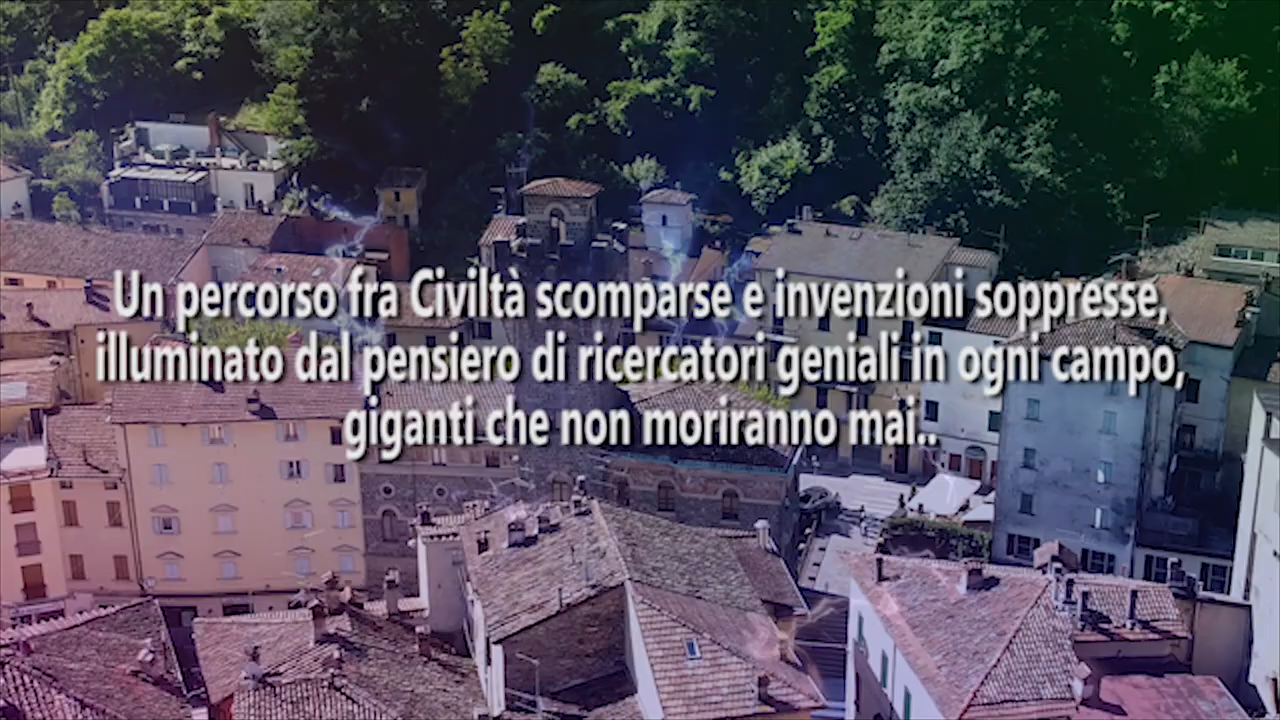 Un percorso fra Civiltà scomparse e invenzioni soppresse,
illuminato dal pensiero di ricercatori geniali in ogni campo,
giganti che non moriranno mai..